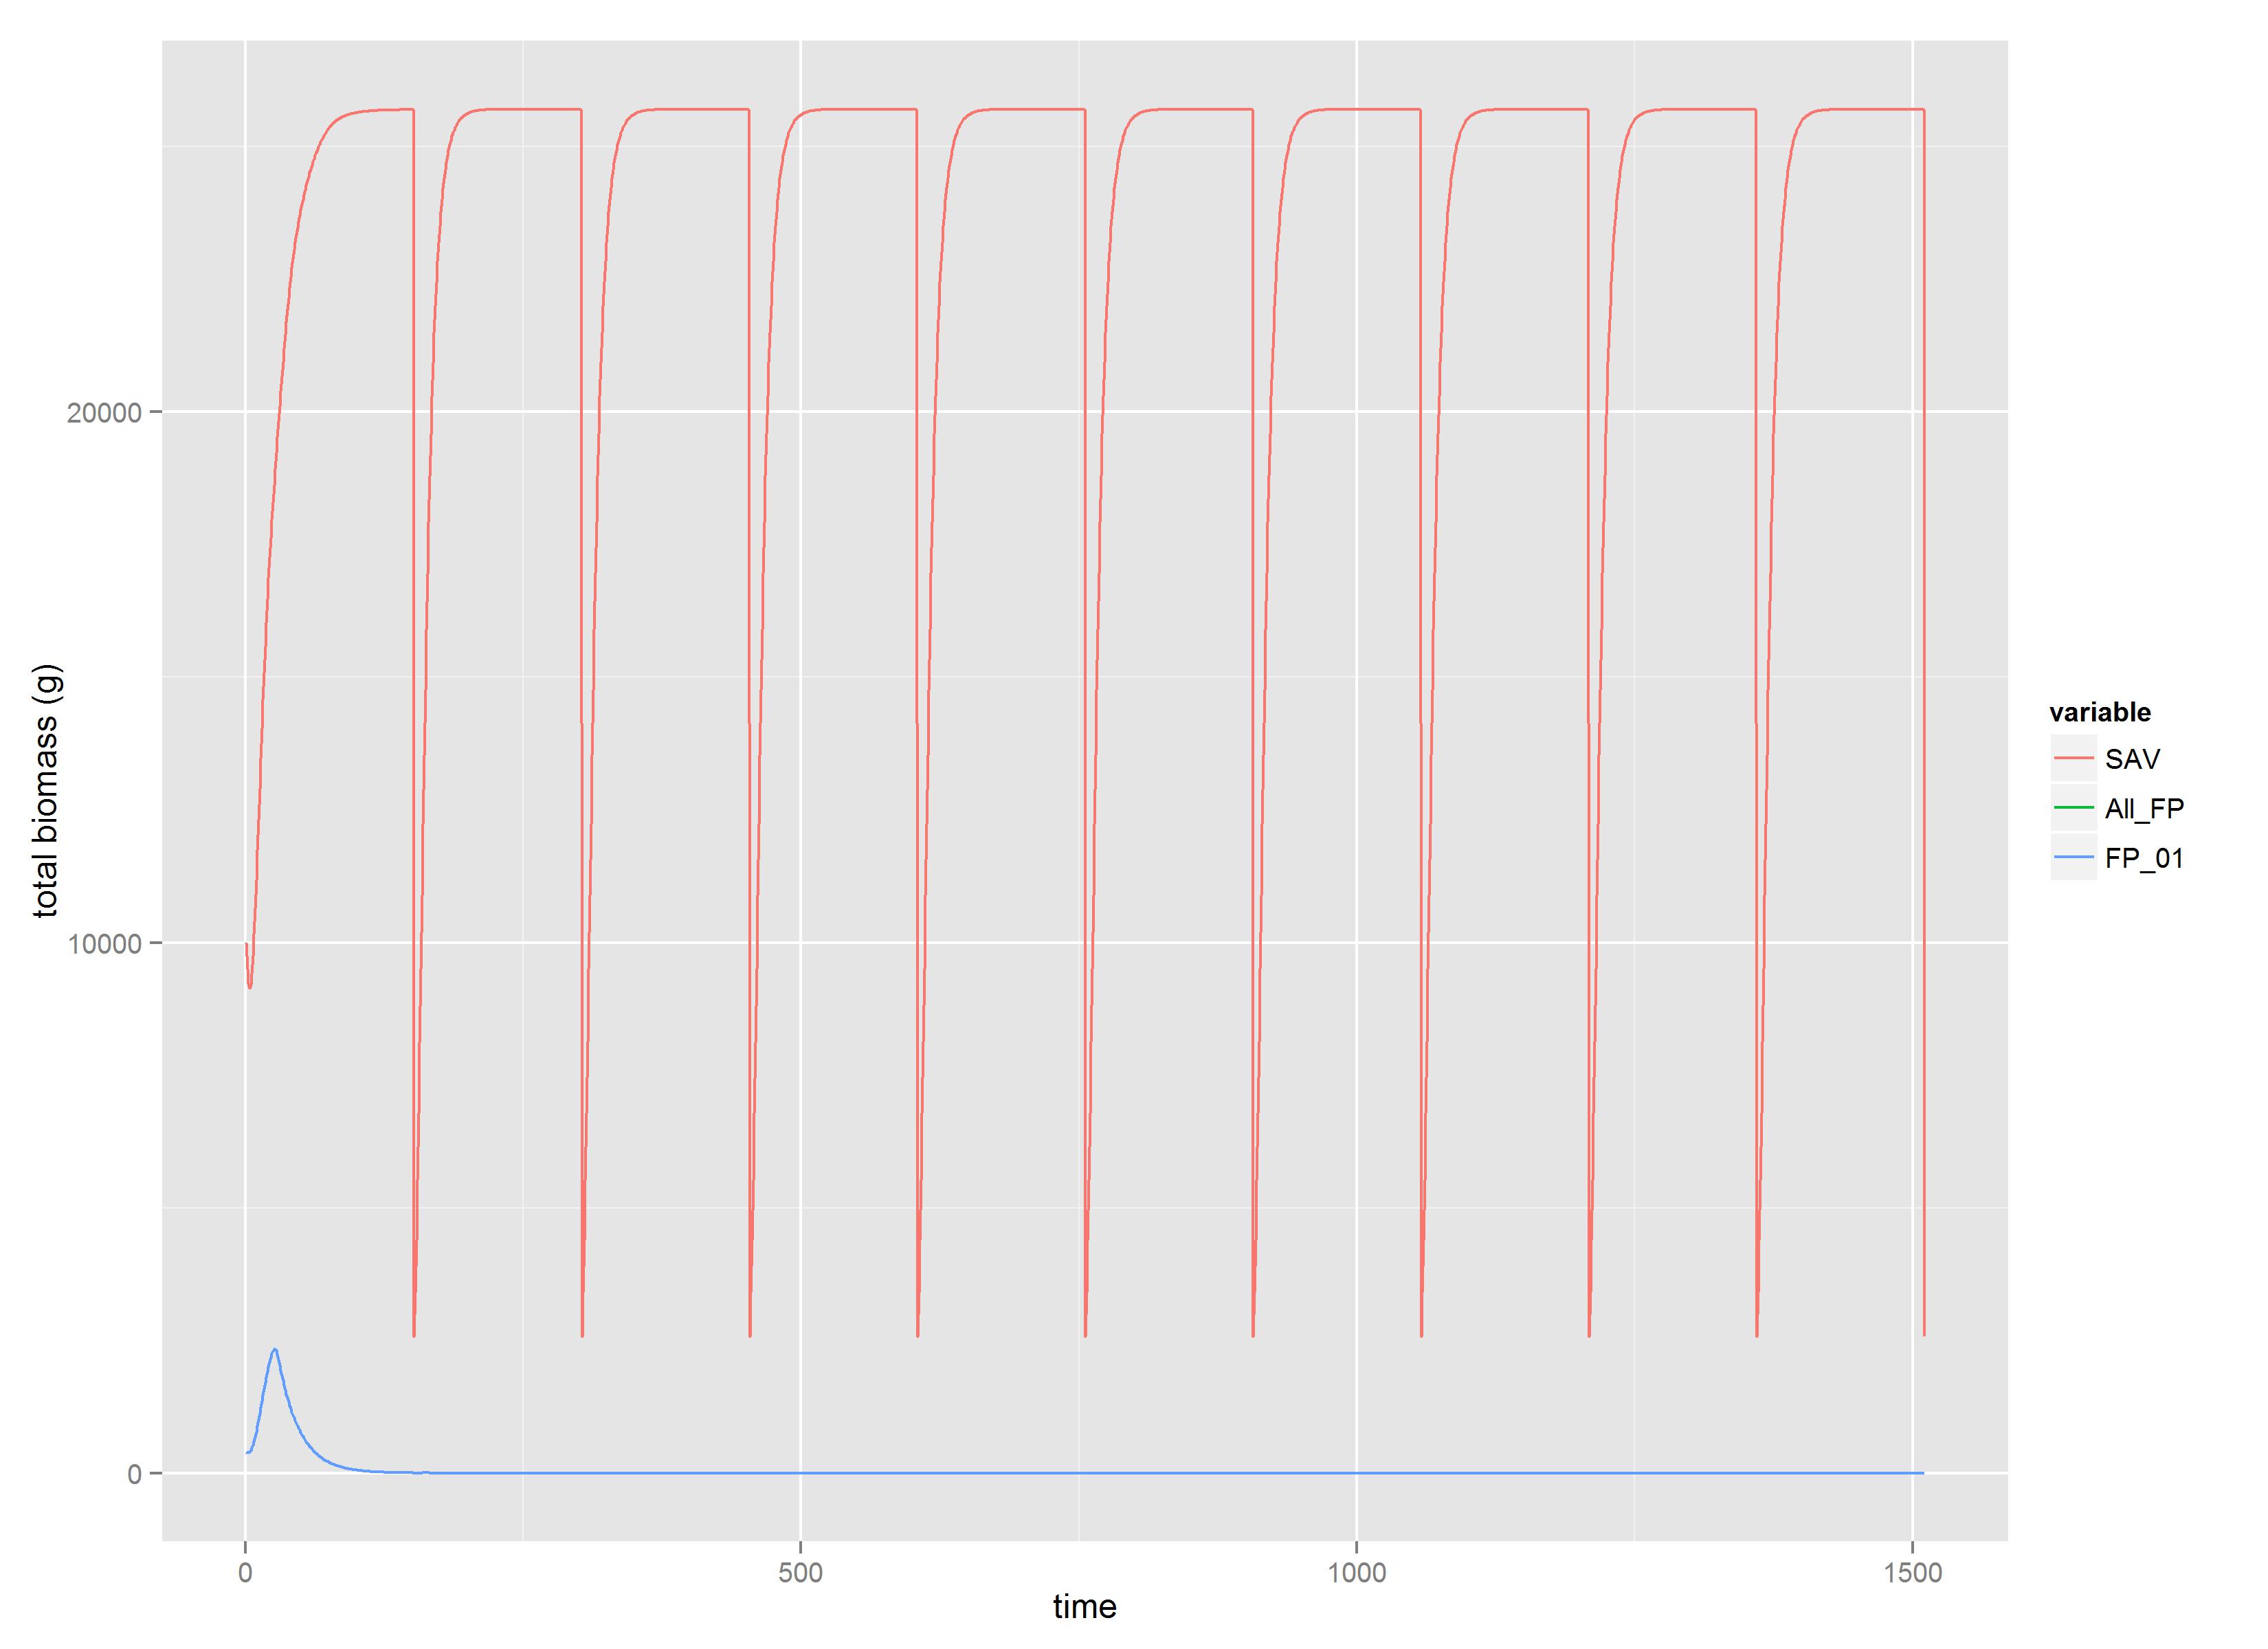 total biomass (g)
20000
10000
0
0
500
1000
1500
time
variable
SAV
All_FP
FP_01